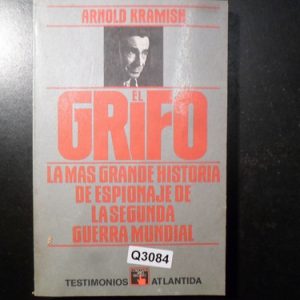 ARNOLD KRAMISH
EL
GRIFO
LA MAS GRANDE HISTORIA
DE ESPIONAJE DE
LA SEGUNDA
GUERRA MUNDIAL
Q3084
TESTIMONIOS ATLANTIDA